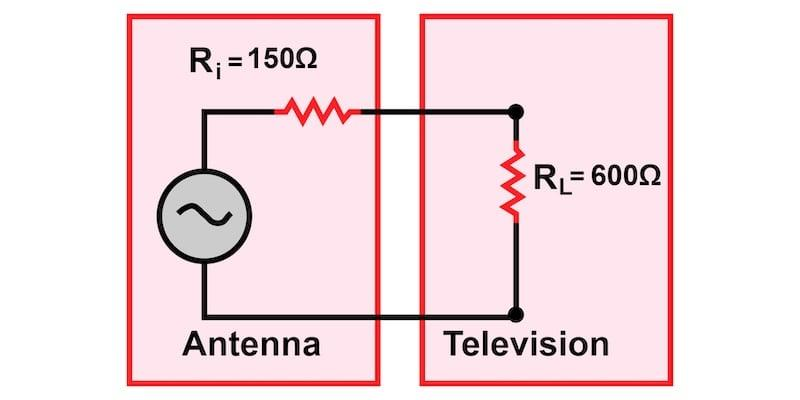 Ri = 150Ω
RL= 600Ω
Antenna
Television